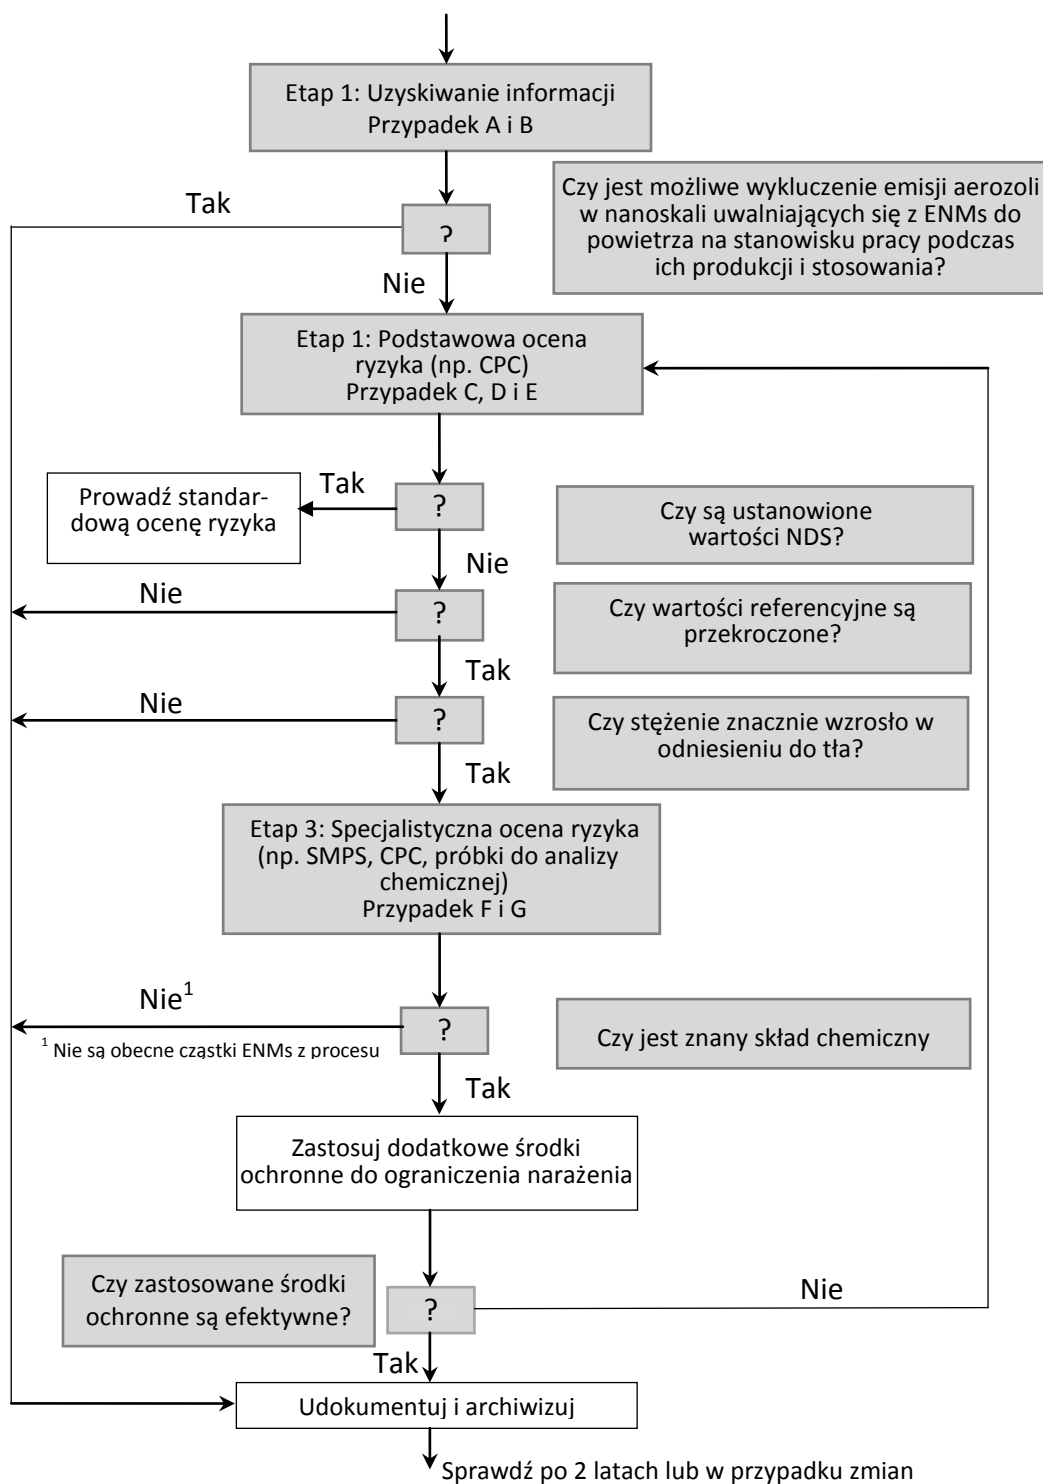 Etap 1: Uzyskiwanie informacji
Przypadek A i B
Tak
?
Czy jest możliwe wykluczenie emisji aerozoli
w nanoskali uwalniających się z ENMs do
powietrza na stanowisku pracy podczas
ich produkcji i stosowania?
Nie
Etap 1: Podstawowa ocena
ryzyka (np. CPC)
Przypadek C, D i E
Prowadź standar-
dową ocenę ryzyka
Tak
?
Czy są ustanowione
wartości NDS?
Nie
Nie
?
Czy wartości referencyjne są
przekroczone?
Tak
Nie
?
Czy stężenie znacznie wzrosło w
odniesieniu do tła?
Tak
Etap 3: Specjalistyczna ocena ryzyka
(np. SMPS, CPC, próbki do analizy
chemicznej)
Przypadek F i G
Nie¹
?
Czy jest znany skład chemiczny
¹ Nie są obecne cząstki ENMs z procesu
Tak
Zastosuj dodatkowe środki
ochronne do ograniczenia narażenia
Czy zastosowane środki
ochronne są efektywne?
?
Nie
Tak
Udokumentuj i archiwizuj
Sprawdź po 2 latach lub w przypadku zmian